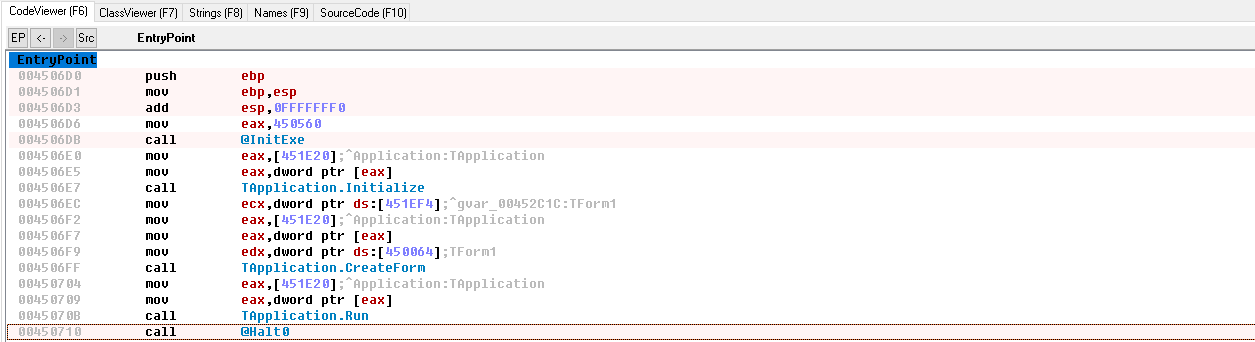 CodeViewer (F6) ClassViewer (F7) Strings (F8) Names (F9) SourceCode (F10)
EP <- -> Src EntryPoint
EntryPoint
004506D0 push ebp
004506D1 mov ebp,esp
004506D3 add esp,0FFFFFFF0
004506D6 mov eax,450560
004506DB call @InitExe
004506E0 mov eax,[451E20];^Application:TApplication
004506E5 mov eax,dword ptr [eax]
004506E7 call TApplication.Initialize
004506EC mov ecx,dword ptr ds:[451EF4];^gvar_00452C1C:TForm1
004506F2 mov eax,[451E20];^Application:TApplication
004506F7 mov eax,dword ptr [eax]
004506F9 mov edx,dword ptr ds:[450064];TForm1
004506FF call TApplication.CreateForm
00450704 mov eax,[451E20];^Application:TApplication
00450709 mov eax,dword ptr [eax]
0045070B call TApplication.Run
00450710 call @Halt0